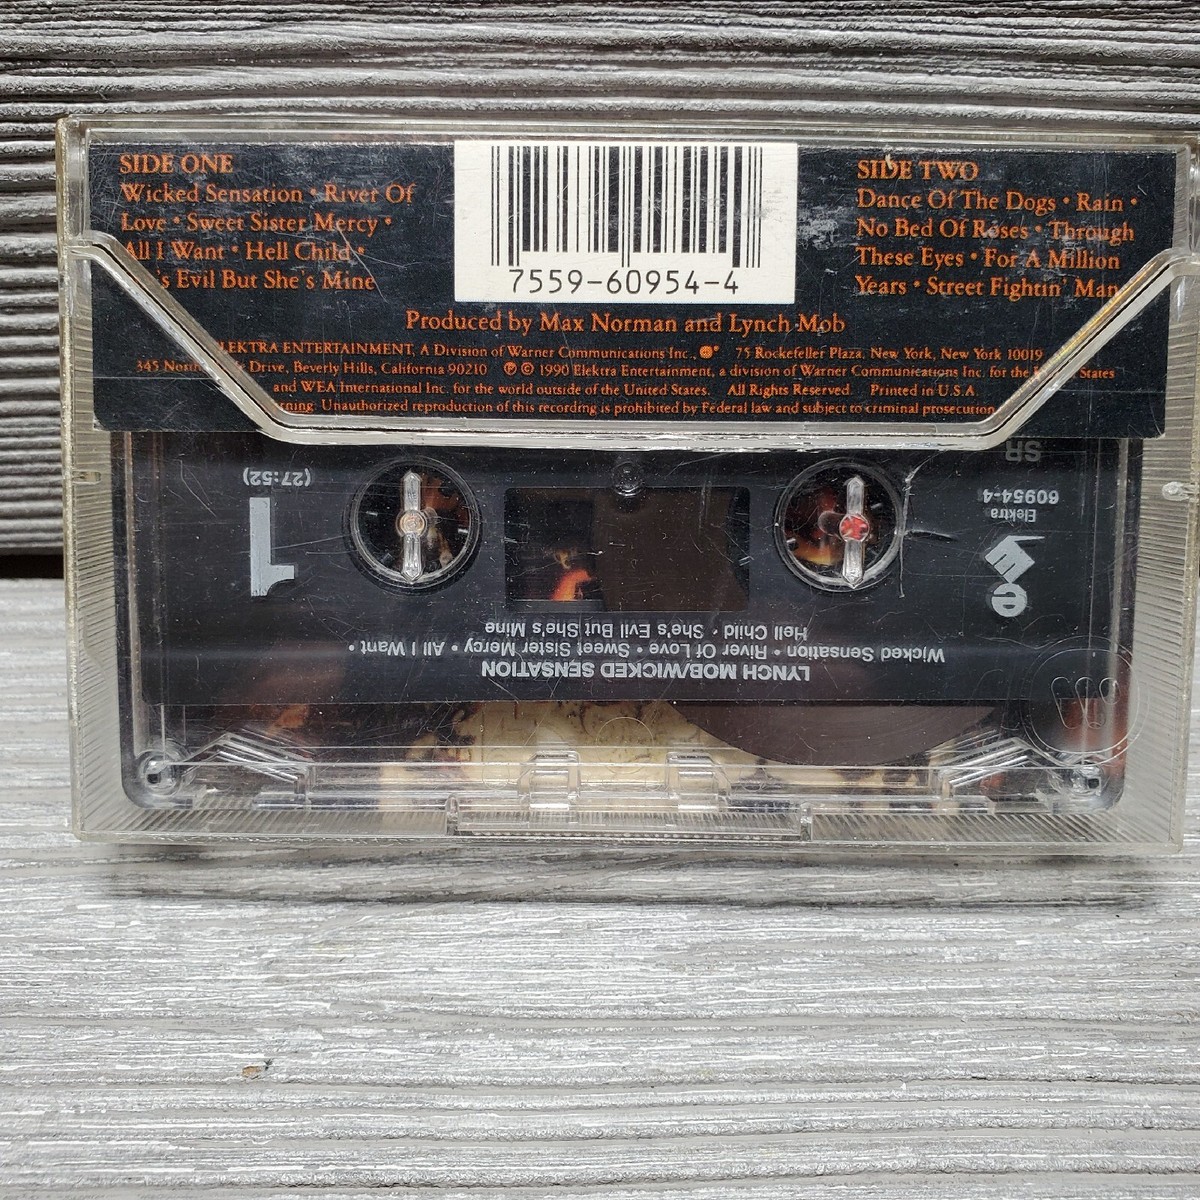 SIDE ONE
Wicked Sensation • River Of
Love • Sweet Sister Mercy •
All I Want • Hell Child •
's Evil But She's Mine
7559-60954-4
SIDE TWO
Dance Of The Dogs • Rain •
No Bed Of Roses • Through
These Eyes • For A Million
Years • Street Fightin' Man
Produced by Max Norman and Lynch Mob
ELEKTRA ENTERTAINMENT, A Division of Warner Communications Inc., 75 Rockefeller Plaza, New York, New York 10019
345 North Drive, Beverly Hills, California 90210 ℗ © 1990 Elektra Entertainment, a division of Warner Communications Inc. for the States
and WEA International Inc. for the world outside of the United States. All Rights Reserved. Printed in U.S.A.
Unauthorized reproduction of this recording is prohibited by Federal law and subject to criminal prosecution
LYNCH MOB/WICKED SENSATION
Wicked Sensation • River Of Love • Sweet Sister Mercy • All I Want •
Hell Child • She's Evil But She's Mine
e
Elektra
60954-4
SR
1
(27:52)